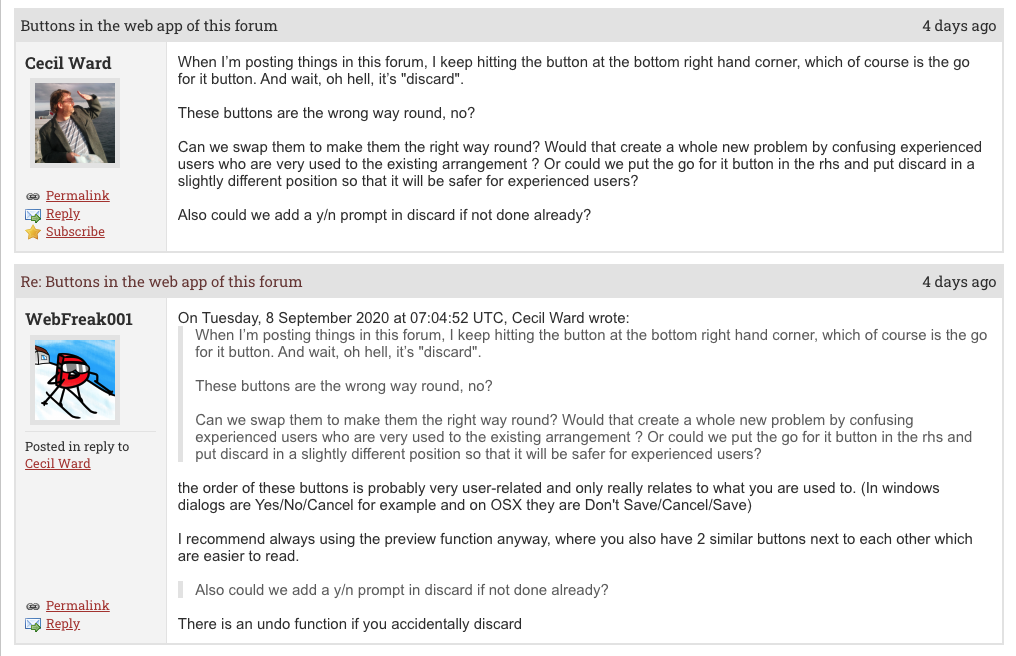 Buttons in the web app of this forum 4 days ago
Cecil Ward
When I’m posting things in this forum, I keep hitting the button at the bottom right hand corner, which of course is the go
for it button. And wait, oh hell, it’s "discard".
These buttons are the wrong way round, no?
Can we swap them to make them the right way round? Would that create a whole new problem by confusing experienced
users who are very used to the existing arrangement ? Or could we put the go for it button in the rhs and put discard in a
slightly different position so that it will be safer for experienced users?
Also could we add a y/n prompt in discard if not done already?
Permalink
Reply
Subscribe
Re: Buttons in the web app of this forum 4 days ago
WebFreak001
Posted in reply to
Cecil Ward
On Tuesday, 8 September 2020 at 07:04:52 UTC, Cecil Ward wrote:
When I’m posting things in this forum, I keep hitting the button at the bottom right hand corner, which of course is the go
for it button. And wait, oh hell, it’s "discard".
These buttons are the wrong way round, no?
Can we swap them to make them the right way round? Would that create a whole new problem by confusing
experienced users who are very used to the existing arrangement ? Or could we put the go for it button in the rhs and
put discard in a slightly different position so that it will be safer for experienced users?
the order of these buttons is probably very user-related and only really relates to what you are used to. (In windows
dialogs are Yes/No/Cancel for example and on OSX they are Don't Save/Cancel/Save)
I recommend always using the preview function anyway, where you also have 2 similar buttons next to each other which
are easier to read.
Also could we add a y/n prompt in discard if not done already?
There is an undo function if you accidentally discard
Permalink
Reply